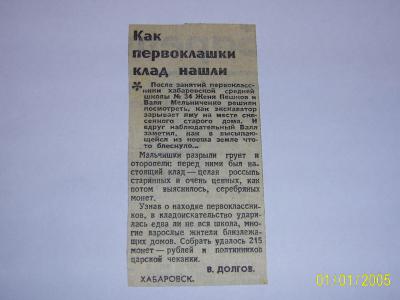 Как
первоклашки
клад нашли
* После занятий первокласс-
ники хабаровской средней
школы № 34 Женя Пешков и
Валя Мельниченко решили
посмотреть, как экскаватор
зарывает яму на месте сне-
сенного старого дома. И
вдруг наблюдательный Валя
заметил, как в высыпаю-
щейся из ковша земле что-
то блеснуло...
Мальчишки разрыли грунт и
оторопели: перед ними был на-
стоящий клад — целая россыпь
старинных и очень ценных, как
потом выяснилось, серебряных
монет.
Узнав о находке первоклассни-
ков, в кладоискательство ударила-
сь едва ли не вся школа, мно-
гие взрослые жители близлежа-
щих домов. Собрать удалось 215
монет — рублей и полтинников
царской чеканки.
В. ДОЛГОВ.
ХАБАРОВСК.
01/01/2005